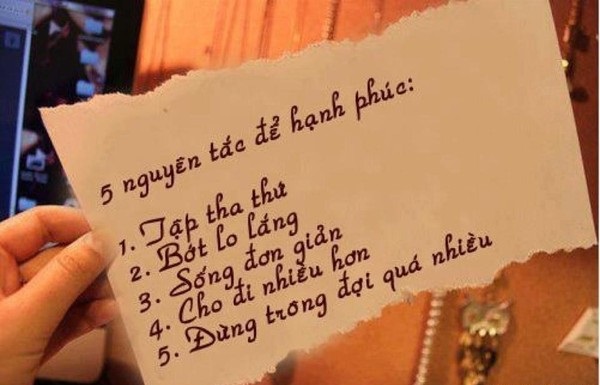 5 nguyên tắc để hạnh phúc:
1. Tập tha thứ
2. Bớt lo lắng
3. Sống đơn giản
4. Cho đi nhiều hơn
5. Đừng trông đợi quá nhiều